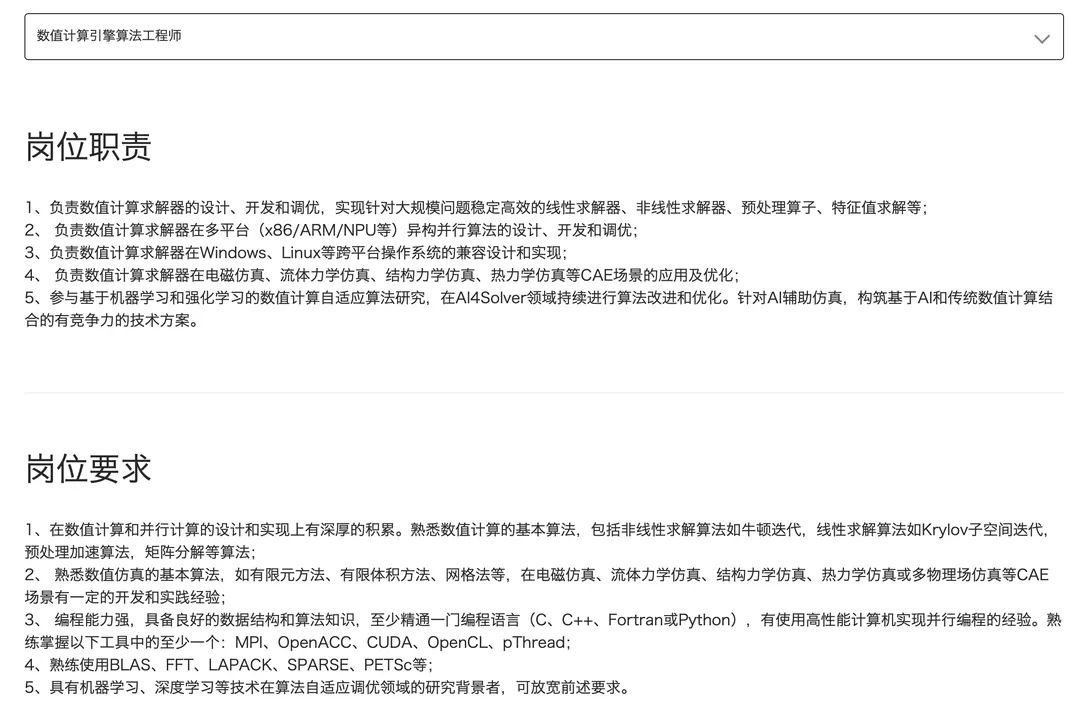 数值计算引擎算法工程师
岗位职责
1、负责数值计算求解器的设计、开发和调优，实现针对大规模问题稳定高效的线性求解器、非线性求解器、预处理算子、特征值求解等；
2、 负责数值计算求解器在多平台（x86/ARM/NPU等）异构并行算法的设计、开发和调优；
3、负责数值计算求解器在Windows、Linux等跨平台操作系统的兼容设计和实现；
4、 负责数值计算求解器在电磁仿真、流体力学仿真、结构力学仿真、热力学仿真等CAE场景的应用及优化；
5、参与基于机器学习和强化学习的数值计算自适应算法研究，在AI4Solver领域持续进行算法改进和优化。针对AI辅助仿真，构筑基于AI和传统数值计算结
合的有竞争力的技术方案。
岗位要求
1、在数值计算和并行计算的设计和实现上有深厚的积累。熟悉数值计算的基本算法，包括非线性求解算法如牛顿迭代，线性求解算法如Krylov子空间迭代，
预处理加速算法，矩阵分解等算法；
2、 熟悉数值仿真的基本算法，如有限元方法、有限体积方法、网格法等，在电磁仿真、流体力学仿真、结构力学仿真、热力学仿真或多物理场仿真等CAE
场景有一定的开发和实践经验；
3、 编程能力强，具备良好的数据结构和算法知识，至少精通一门编程语言（C、C++、Fortran或Python），有使用高性能计算机实现并行编程的经验。熟
练掌握以下工具中的至少一个：MPI、OpenACC、CUDA、OpenCL、pThread；
4、熟练使用BLAS、FFT、LAPACK、SPARSE、PETSc等；
5、具有机器学习、深度学习等技术在算法自适应调优领域的研究背景者，可放宽前述要求。